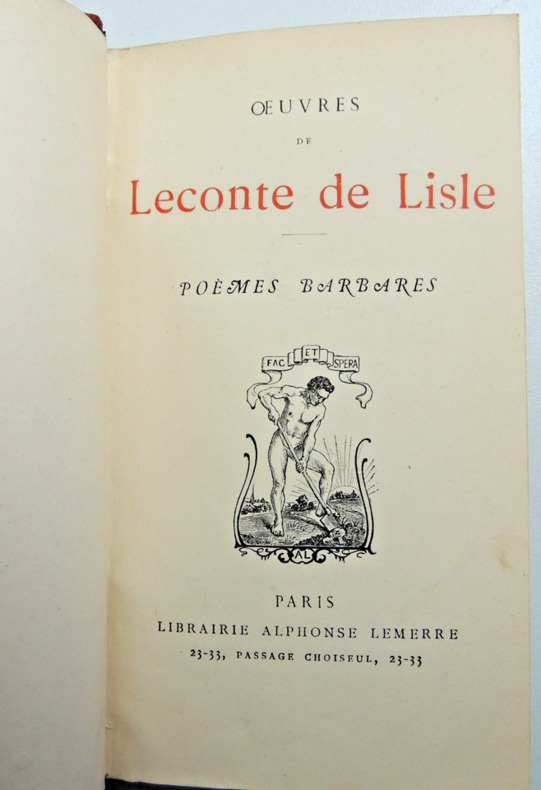 ŒUVRES
DE
Leconte de Lisle
POÈMES BARBARES
FAC ET SPERA
AL
PARIS
LIBRAIRIE ALPHONSE LEMERRE
23-33, PASSAGE CHOISEUL, 23-33